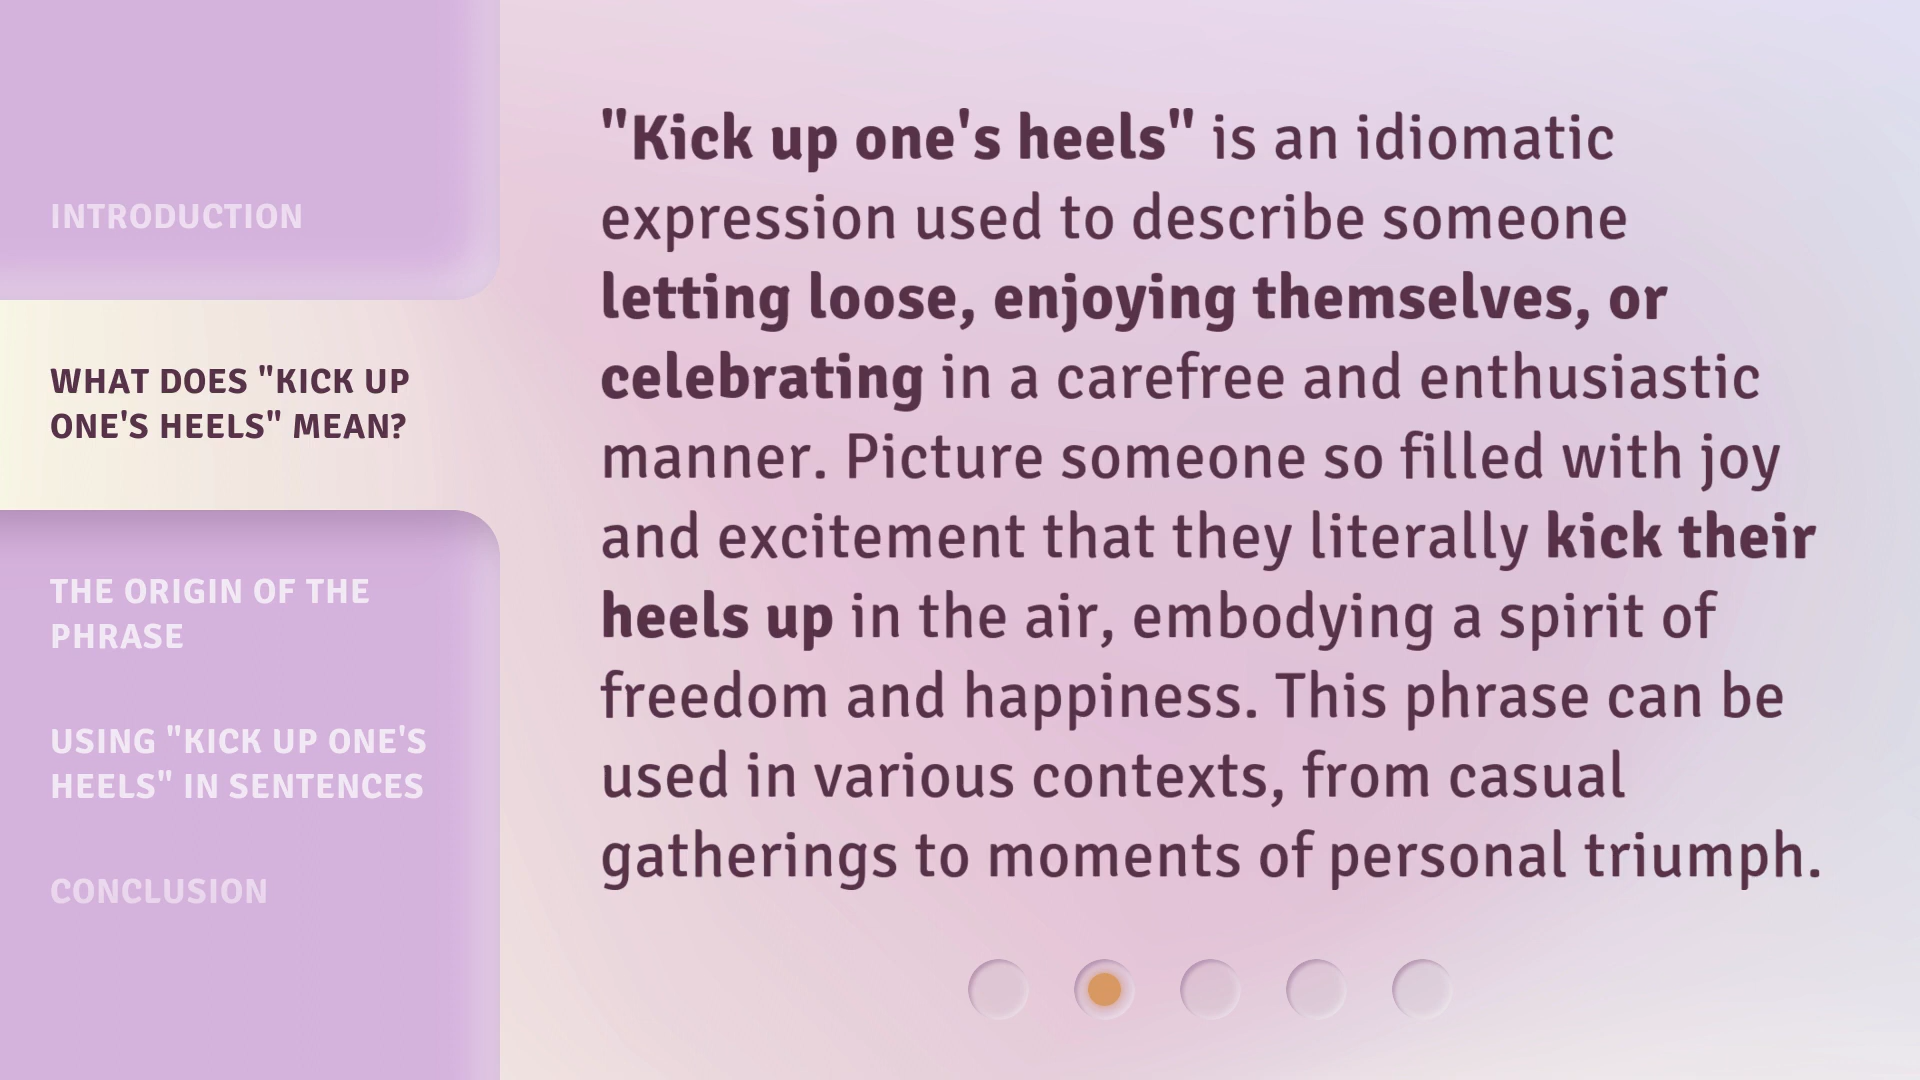 INTRODUCTION
WHAT DOES "KICK UP
ONE'S HEELS" MEAN?
THE ORIGIN OF THE
PHRASE
USING "KICK UP ONE'S
HEELS" IN SENTENCES
CONCLUSION
"Kick up one's heels" is an idiomatic
expression used to describe someone
letting loose, enjoying themselves, or
celebrating in a carefree and enthusiastic
manner. Picture someone so filled with joy
and excitement that they literally kick their
heels up in the air, embodying a spirit of
freedom and happiness. This phrase can be
used in various contexts, from casual
gatherings to moments of personal triumph.